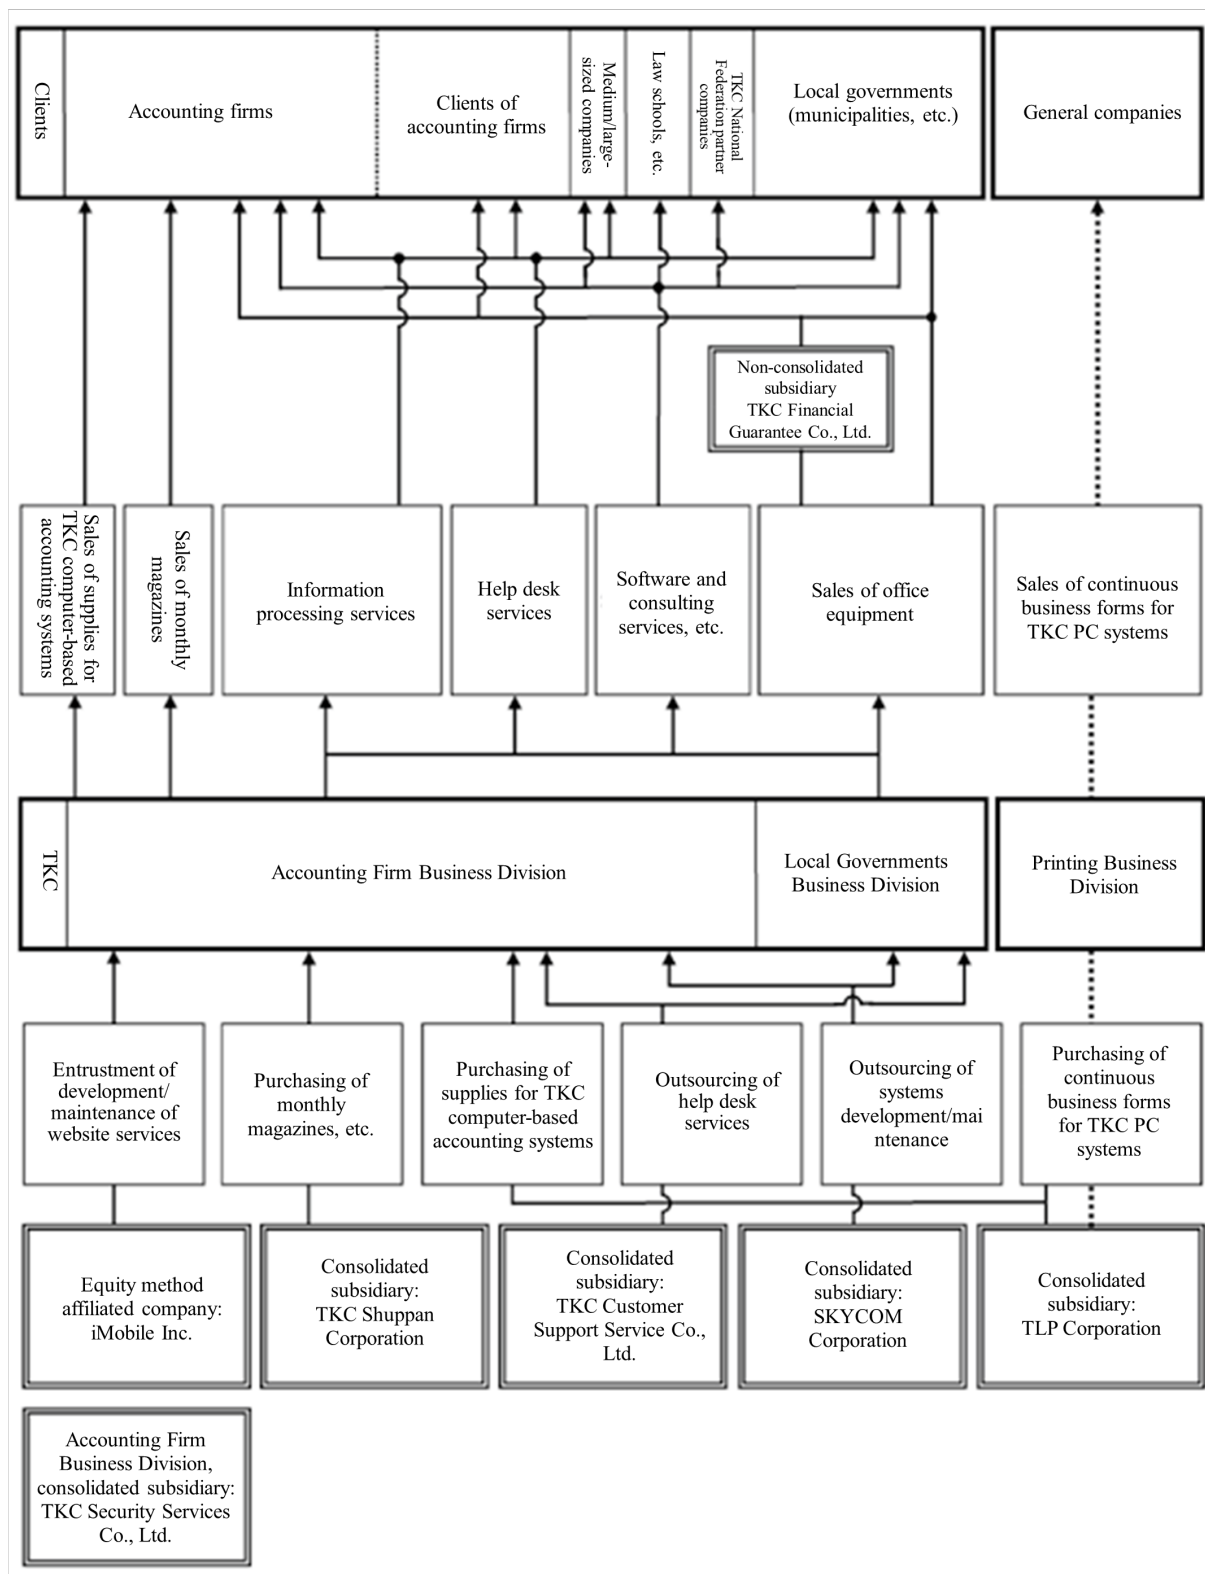 Clients
Accounting firms
Clients of
accounting firms
Medium/large-
sized companies
Law schools, etc.
TKC National
Federation partner
companies
Local governments
(municipalities, etc.)
General companies
Non-consolidated
subsidiary
TKC Financial
Guarantee Co., Ltd.
Sales of supplies for
TKC computer-based
accounting systems
Sales of monthly
magazines
Information
processing services
Help desk
services
Software and
consulting
services, etc.
Sales of office
equipment
Sales of continuous
business forms for
TKC PC systems
TKC
Accounting Firm Business Division
Local Governments
Business Division
Printing Business
Division
Entrustment of
development/
maintenance of
website services
Purchasing of
monthly
magazines, etc.
Purchasing of
supplies for TKC
computer-based
accounting systems
Outsourcing of
help desk
services
Outsourcing of
systems
development/mai
ntenance
Purchasing of
continuous
business forms
for TKC PC
systems
Equity method
affiliated company:
iMobile Inc.
Consolidated
subsidiary:
TKC Shuppan
Corporation
Consolidated
subsidiary:
TKC Customer
Support Service Co.,
Ltd.
Consolidated
subsidiary:
SKYCOM
Corporation
Consolidated
subsidiary:
TLP Corporation
Accounting Firm
Business Division,
consolidated subsidiary:
TKC Security Services
Co., Ltd.